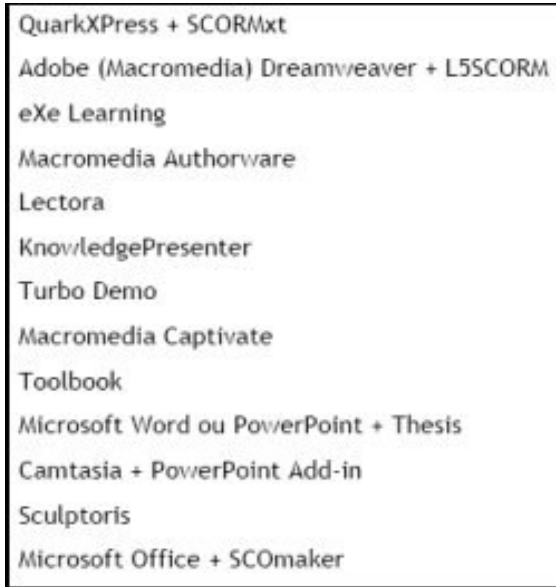 QuarkXPress + SCORMxt
Adobe (Macromedia) Dreamweaver + L5SCORM
eXe Learning
Macromedia Authorware
Lectora
KnowledgePresenter
Turbo Demo
Macromedia Captivate
Toolbook
Microsoft Word ou PowerPoint + Thesis
Camtasia + PowerPoint Add-in
Sculptoris
Microsoft Office + SCOmaker